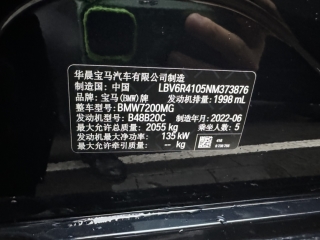 华晨宝马汽车有限公司制造
制造国：中国 LBV6R4105NM373876
品牌：宝马(BMW)牌 发动机排量：1998 mL
整车型号：BMW7200MG
发动机型号：B48B20C 制造年月：2022-06
最大允许总质量：2055 kg 乘坐人数：5
发动机最大净功率：135 kW
最大允许牵引质量：-- kg